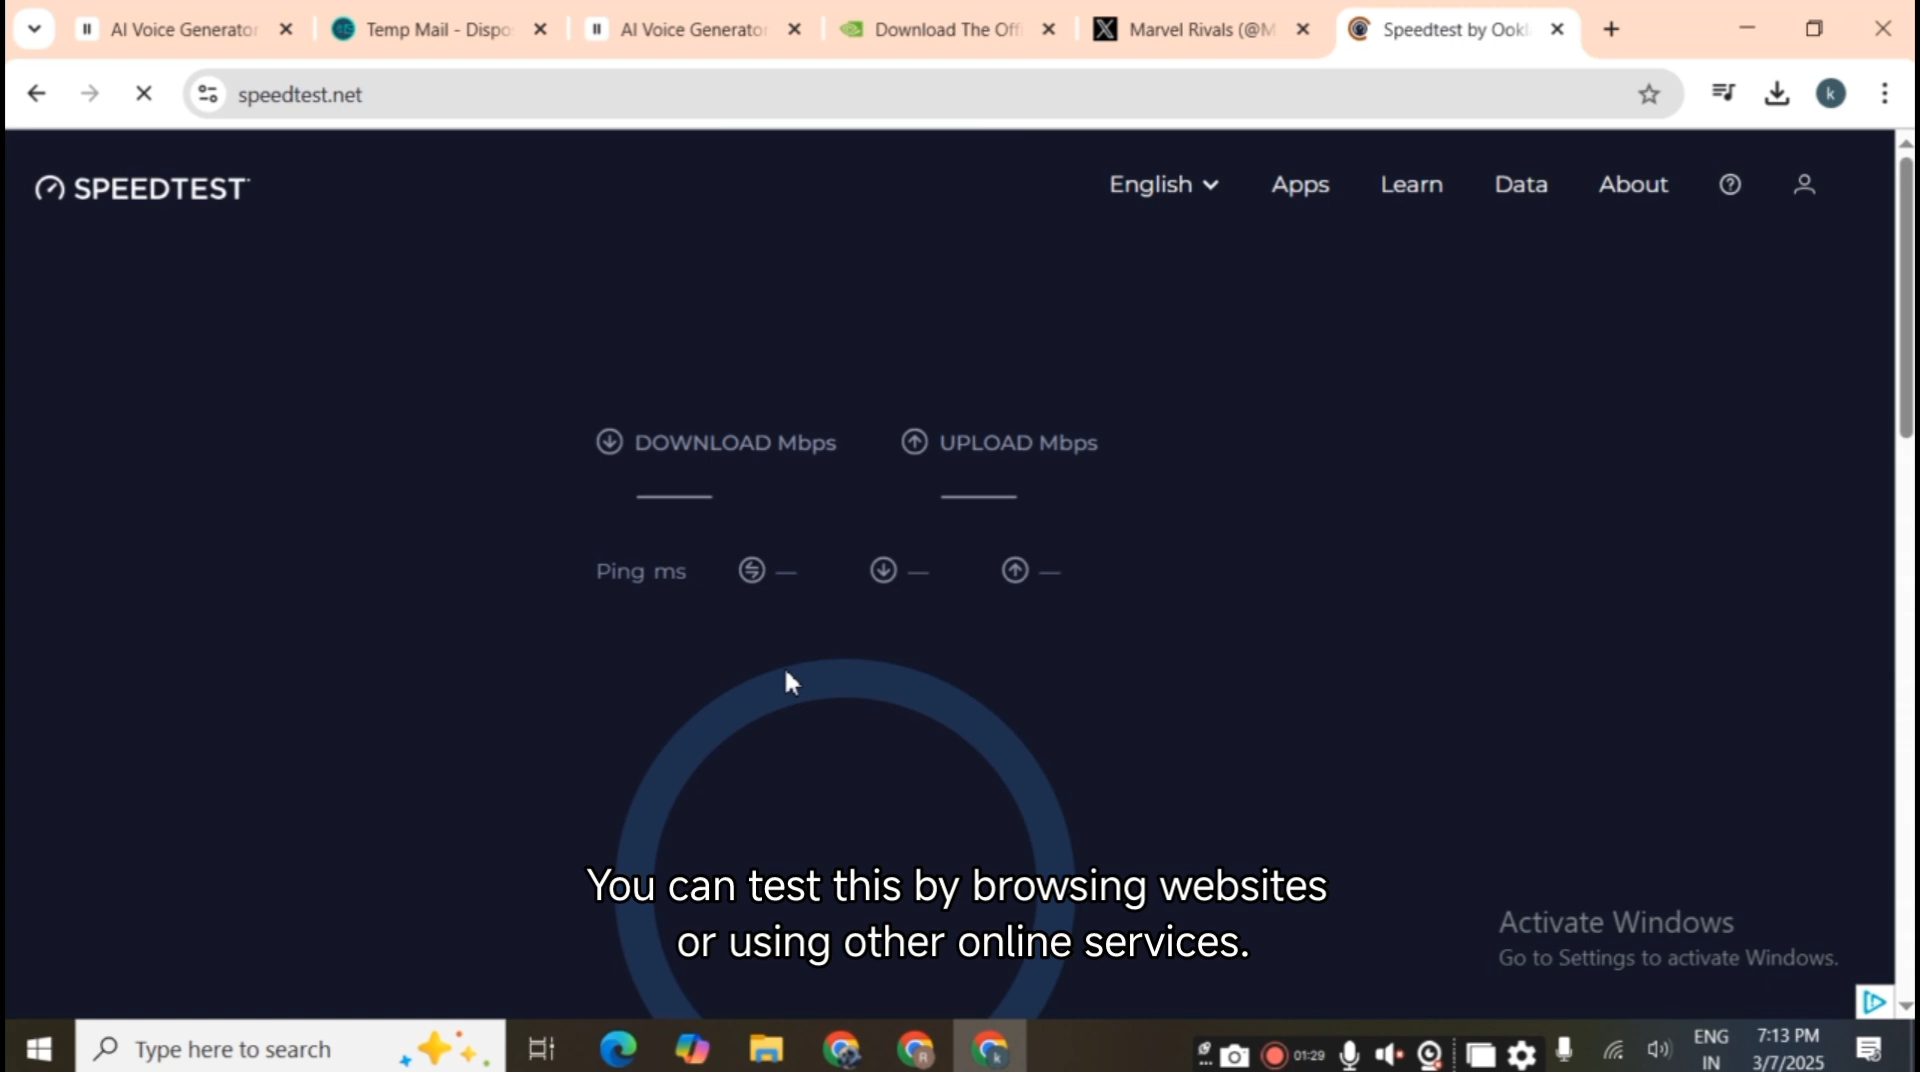 AI Voice Generator
Temp Mail - Dispo
AI Voice Generator
Download The Offi
Marvel Rivals (@M
Speedtest by Ookl
speedtest.net
k
SPEEDTEST
English
Apps
Learn
Data
About
DOWNLOAD Mbps
UPLOAD Mbps
Ping ms
You can test this by browsing websites
or using other online services.
Activate Windows
Go to Settings to activate Windows.
Type here to search
R
k
01:29
ENG
IN
7:13 PM
3/7/2025